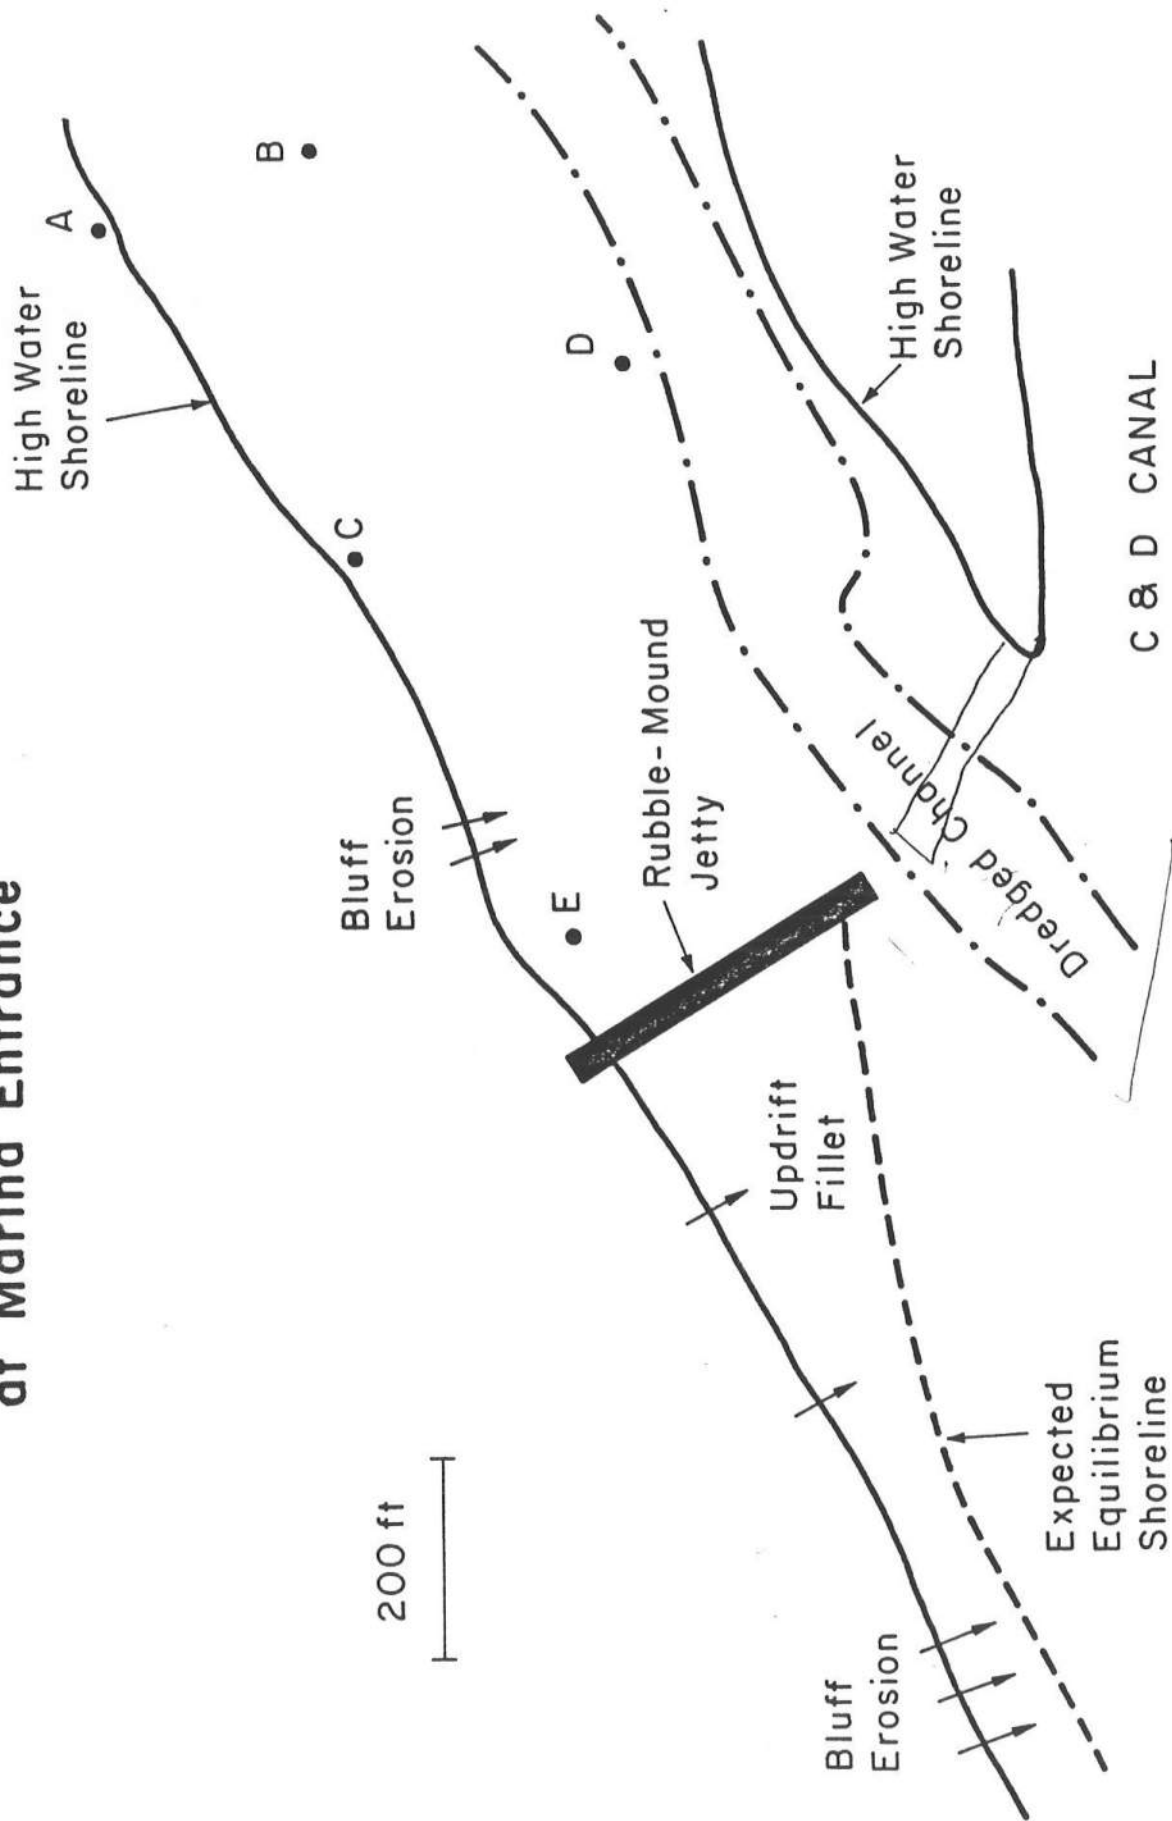 at Marina Entrance
High Water
Shoreline
A
B
C
D
E
Bluff
Erosion
Rubble-Mound
Jetty
High Water
Shoreline
200 ft
Updrift
Fillet
Dredged Channel
C & D CANAL
Bluff
Erosion
Expected
Equilibrium
Shoreline